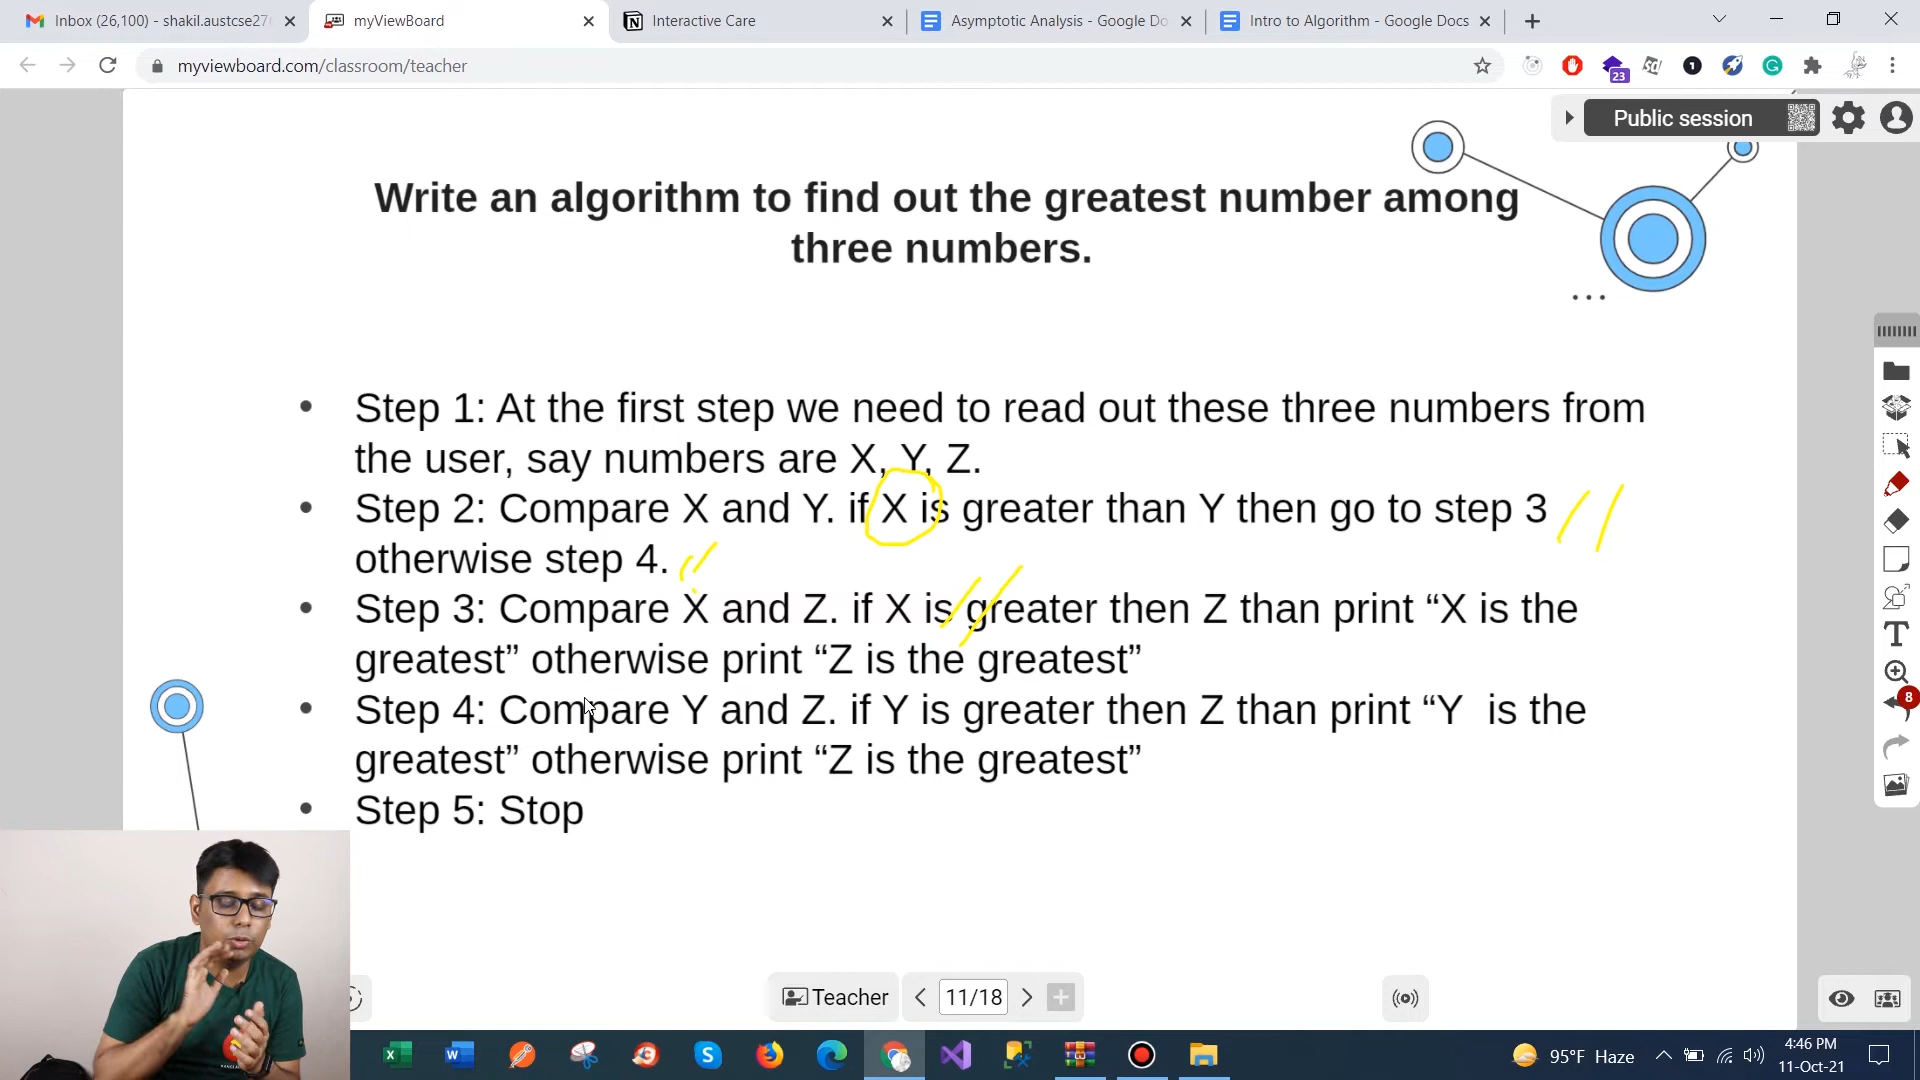 Inbox (26,100) - shakil.austcse27
myViewBoard
Interactive Care
Asymptotic Analysis - Google Do
Intro to Algorithm - Google Docs
myviewboard.com/classroom/teacher
23
1
Public session
Write an algorithm to find out the greatest number among
three numbers.
• Step 1: At the first step we need to read out these three numbers from
the user, say numbers are X, Y, Z.
• Step 2: Compare X and Y. if X is greater than Y then go to step 3
otherwise step 4.
• Step 3: Compare X and Z. if X is greater then Z than print “X is the
greatest” otherwise print “Z is the greatest”
• Step 4: Compare Y and Z. if Y is greater then Z than print “Y  is the
greatest” otherwise print “Z is the greatest”
• Step 5: Stop
8
Teacher
11/18
95°F Haze
4:46 PM
11-Oct-21